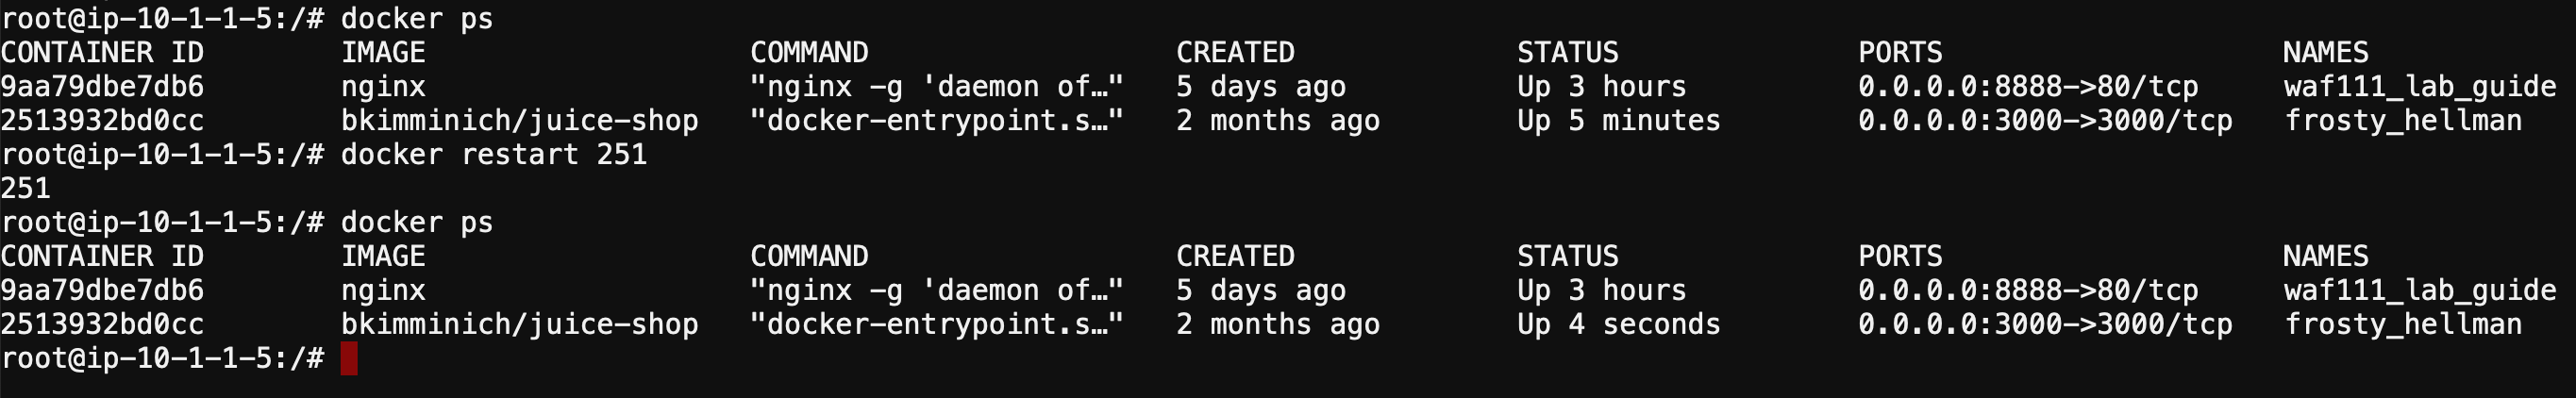 root@ip-10-1-1-5:/# docker ps
CONTAINER ID        IMAGE                   COMMAND                  CREATED             STATUS              PORTS                    NAMES
9aa79dbe7db6        nginx                   "nginx -g 'daemon of…"   5 days ago          Up 3 hours          0.0.0.0:8888->80/tcp     waf111_lab_guide
2513932bd0cc        bkimminich/juice-shop   "docker-entrypoint.s…"   2 months ago        Up 5 minutes        0.0.0.0:3000->3000/tcp   frosty_hellman
root@ip-10-1-1-5:/# docker restart 251
251
root@ip-10-1-1-5:/# docker ps
CONTAINER ID        IMAGE                   COMMAND                  CREATED             STATUS              PORTS                    NAMES
9aa79dbe7db6        nginx                   "nginx -g 'daemon of…"   5 days ago          Up 3 hours          0.0.0.0:8888->80/tcp     waf111_lab_guide
2513932bd0cc        bkimminich/juice-shop   "docker-entrypoint.s…"   2 months ago        Up 4 seconds        0.0.0.0:3000->3000/tcp   frosty_hellman
root@ip-10-1-1-5:/#